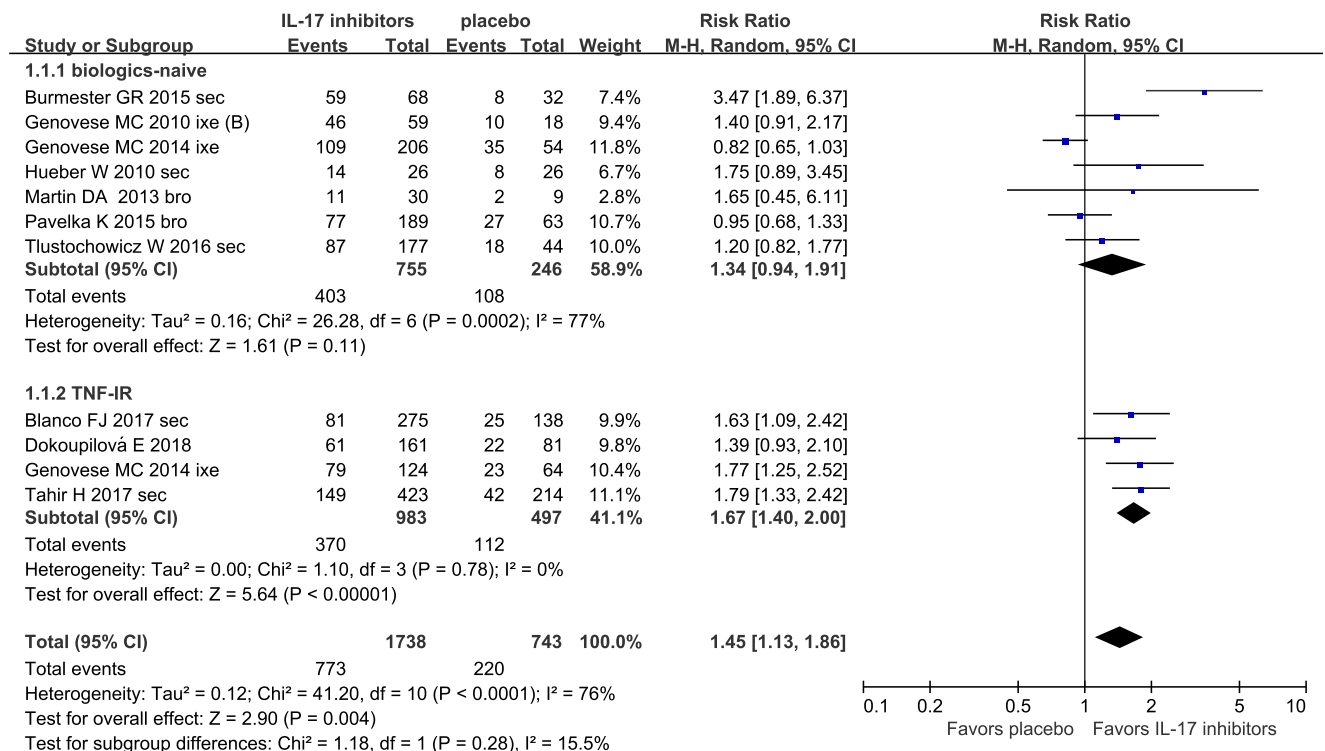 IL-17 inhibitors placebo Risk Ratio Risk Ratio
Study or Subgroup Events Total Events Total Weight M-H, Random, 95% CI M-H, Random, 95% CI
1.1.1 biologics-naive
Burmester GR 2015 sec 59 68 8 32 7.4% 3.47 [1.89, 6.37]
Genovese MC 2010 ixe (B) 46 59 10 18 9.4% 1.40 [0.91, 2.17]
Genovese MC 2014 ixe 109 206 35 54 11.8% 0.82 [0.65, 1.03]
Hueber W 2010 sec 14 26 8 26 6.7% 1.75 [0.89, 3.45]
Martin DA 2013 bro 11 30 2 9 2.8% 1.65 [0.45, 6.11]
Pavelka K 2015 bro 77 189 27 63 10.7% 0.95 [0.68, 1.33]
Tlustochowicz W 2016 sec 87 177 18 44 10.0% 1.20 [0.82, 1.77]
Subtotal (95% CI) 755 246 58.9% 1.34 [0.94, 1.91]
Total events 403 108
Heterogeneity: Tau² = 0.16; Chi² = 26.28, df = 6 (P = 0.0002); I² = 77%
Test for overall effect: Z = 1.61 (P = 0.11)
1.1.2 TNF-IR
Blanco FJ 2017 sec 81 275 25 138 9.9% 1.63 [1.09, 2.42]
Dokoupilová E 2018 61 161 22 81 9.8% 1.39 [0.93, 2.10]
Genovese MC 2014 ixe 79 124 23 64 10.4% 1.77 [1.25, 2.52]
Tahir H 2017 sec 149 423 42 214 11.1% 1.79 [1.33, 2.42]
Subtotal (95% CI) 983 497 41.1% 1.67 [1.40, 2.00]
Total events 370 112
Heterogeneity: Tau² = 0.00; Chi² = 1.10, df = 3 (P = 0.78); I² = 0%
Test for overall effect: Z = 5.64 (P < 0.00001)
Total (95% CI) 1738 743 100.0% 1.45 [1.13, 1.86]
Total events 773 220
Heterogeneity: Tau² = 0.12; Chi² = 41.20, df = 10 (P < 0.0001); I² = 76%
Test for overall effect: Z = 2.90 (P = 0.004)
Test for subgroup differences: Chi² = 1.18, df = 1 (P = 0.28), I² = 15.5%
0.1 0.2 0.5 1 2 5 10
Favors placebo Favors IL-17 inhibitors